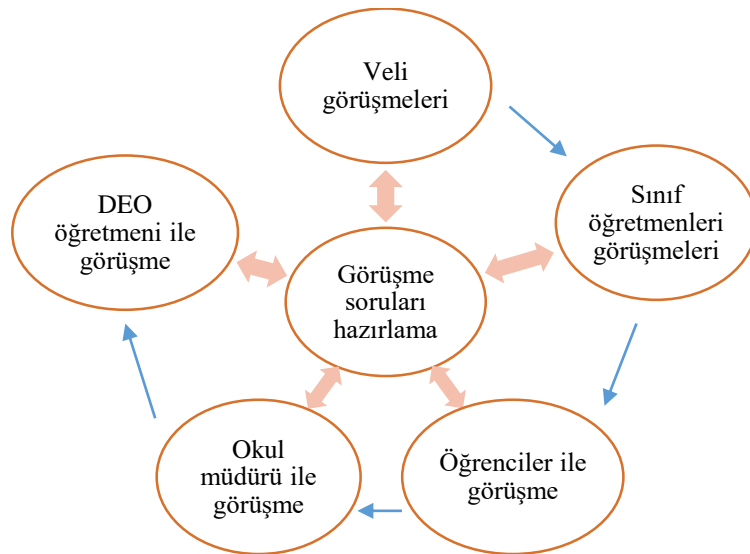 Veli
görüşmeleri
Sınıf
öğretmenleri
görüşmeleri
DEO
öğretmeni ile
görüşme
Görüşme
soruları
hazırlama
Okul
müdürü ile
görüşme
Öğrenciler ile
görüşme